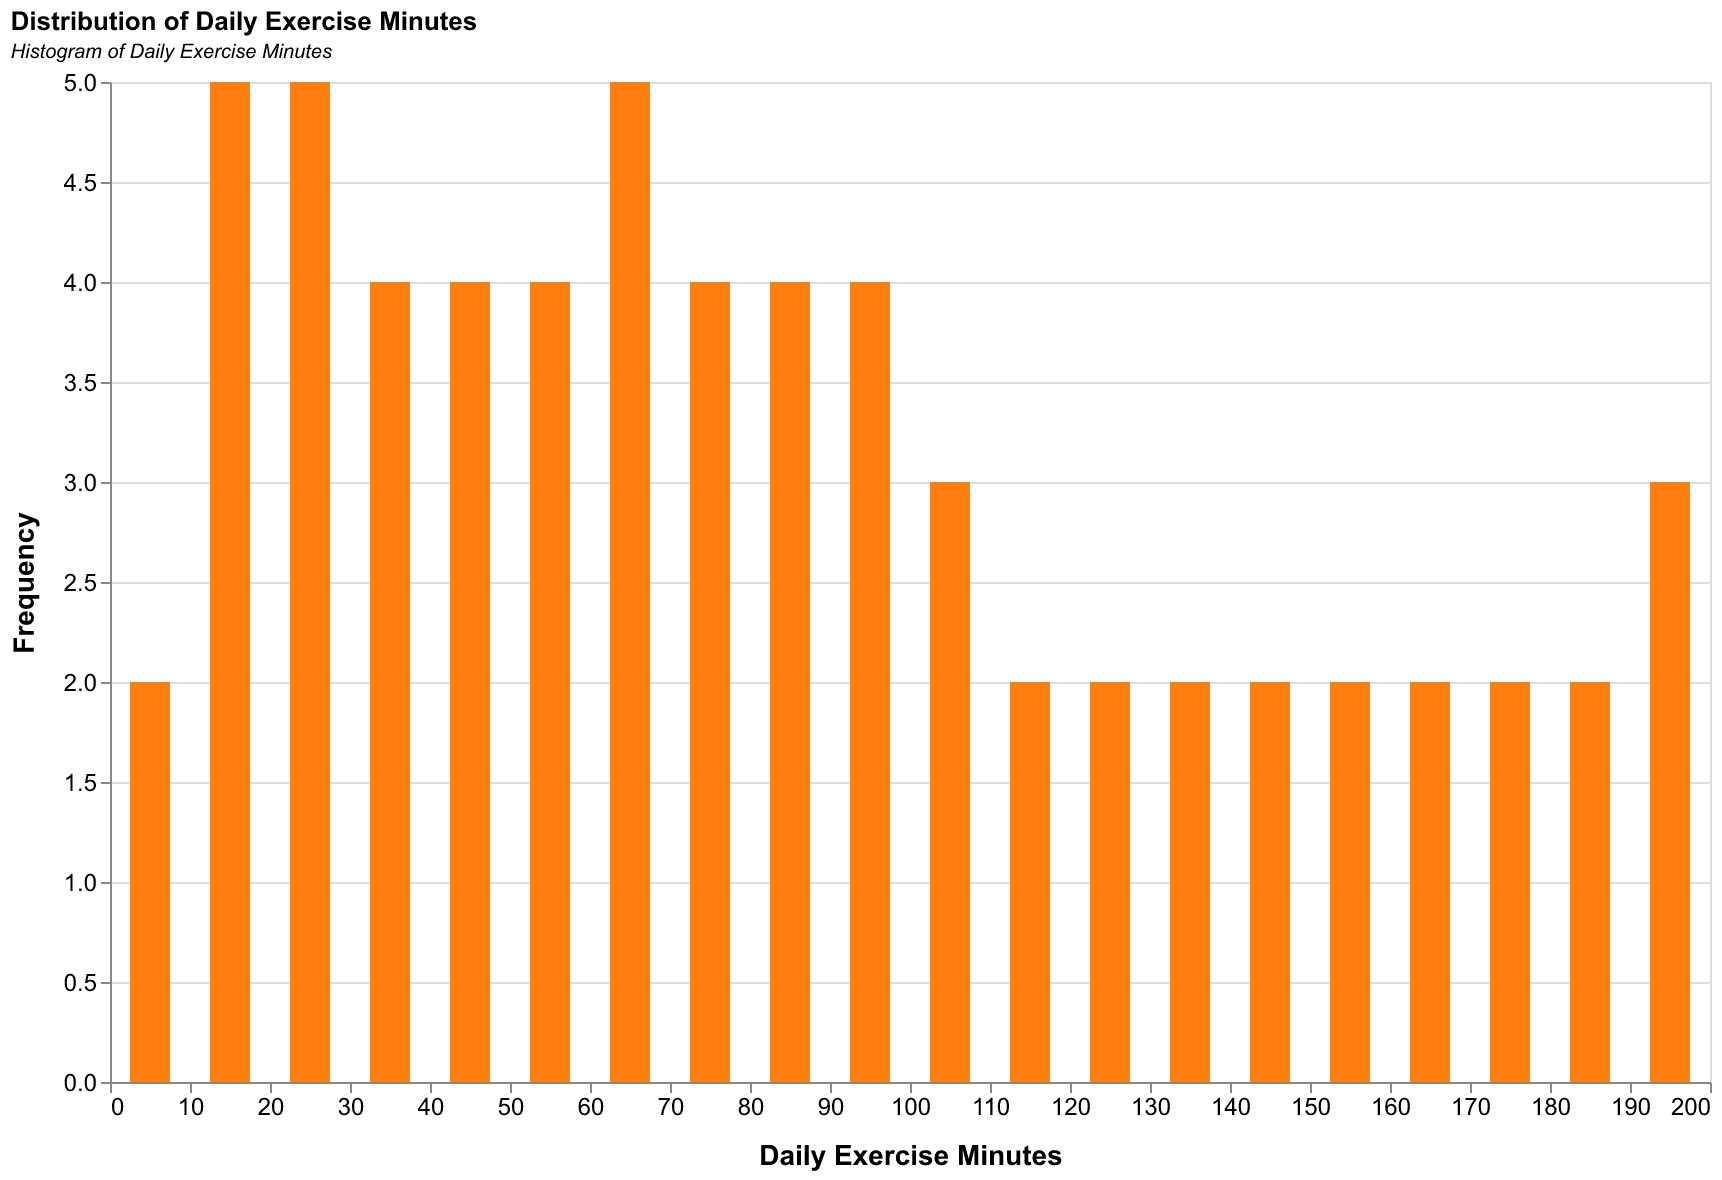 Distribution of Daily Exercise Minutes
Histogram of Daily Exercise Minutes
5.0
4.5
4.0
3.5
3.0
2.5
2.0
1.5
1.0
0.5
0.0
Frequency
0 10 20 30 40 50 60 70 80 90 100 110 120 130 140 150 160 170 180 190 200
Daily Exercise Minutes